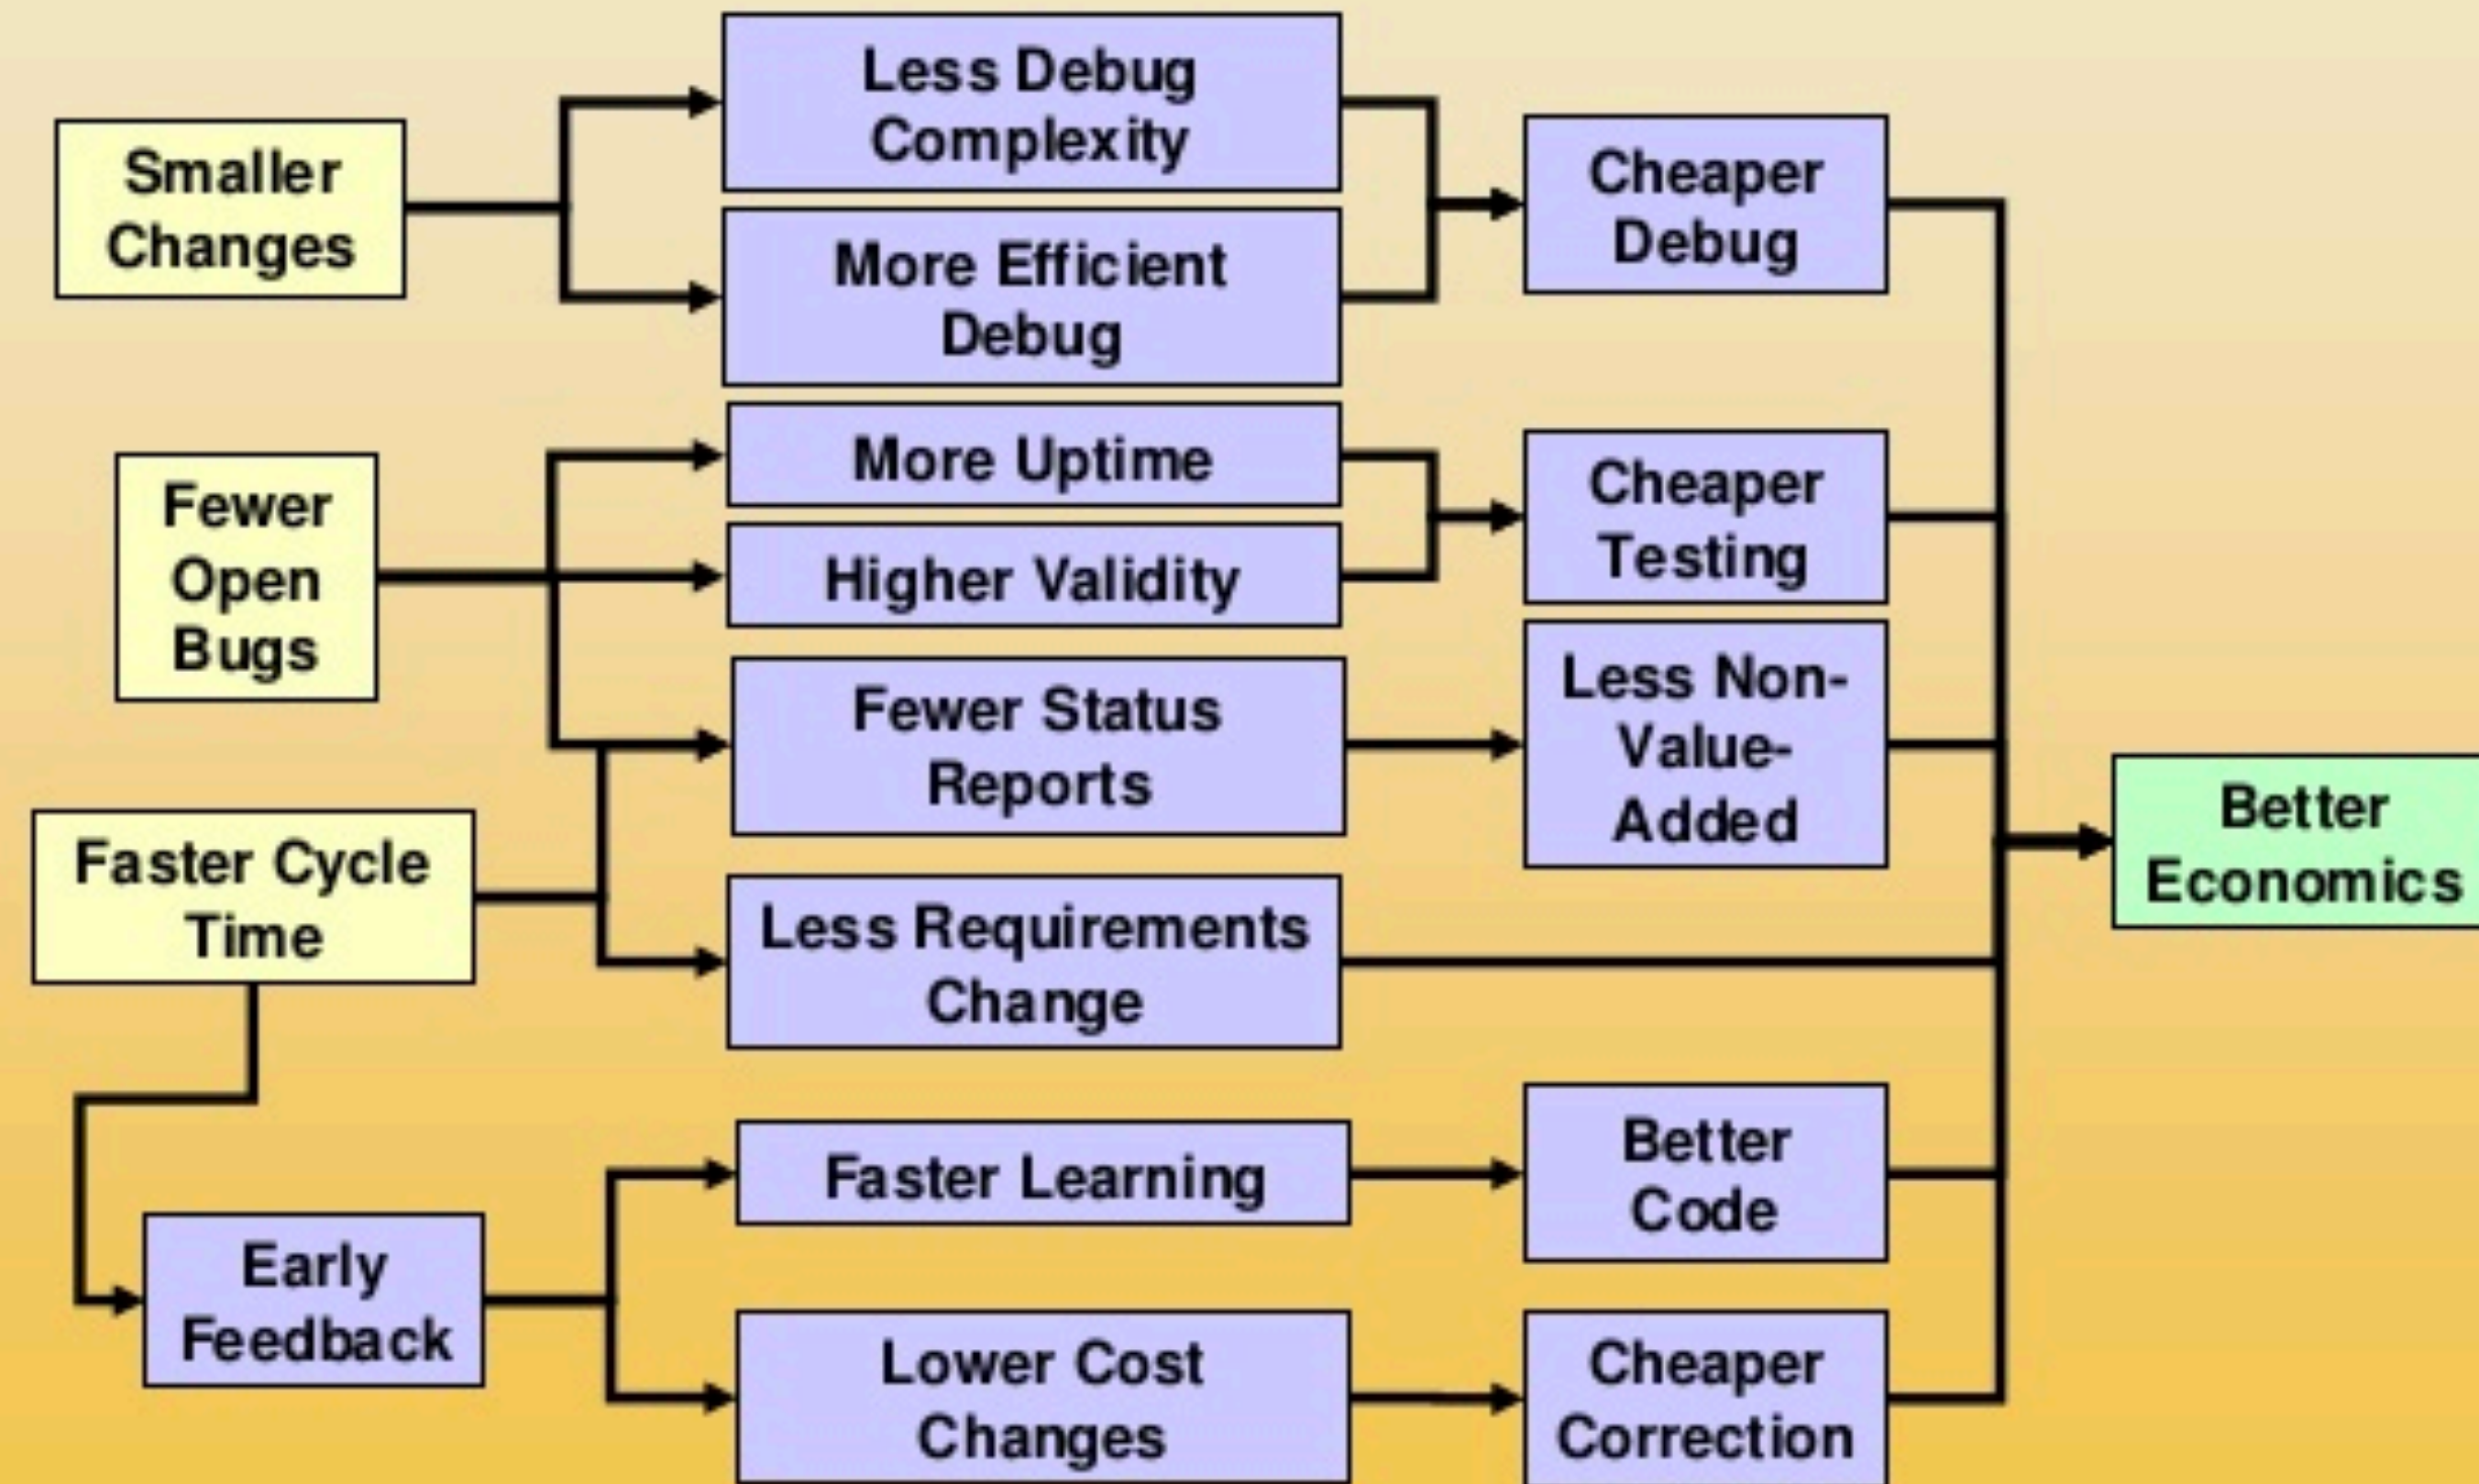 Less Debug
Complexity
Smaller
Changes
Cheaper
Debug
More Efficient
Debug
More Uptime
Fewer
Open
Bugs
Cheaper
Testing
Higher Validity
Fewer Status
Reports
Less Non-
Value-
Added
Better
Economics
Faster Cycle
Time
Less Requirements
Change
Faster Learning
Better
Code
Early
Feedback
Lower Cost
Changes
Cheaper
Correction